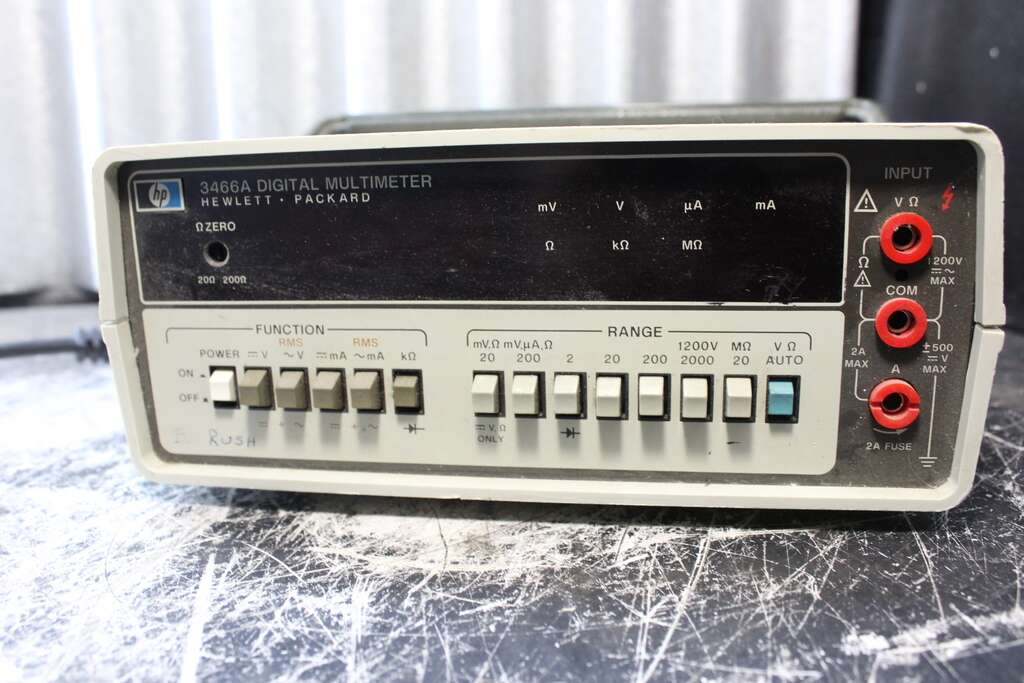 hp
3466A DIGITAL MULTIMETER
HEWLETT · PACKARD
Ω ZERO
20Ω 200Ω
mV V µA mA
Ω kΩ MΩ
INPUT
V Ω
Ω
1200V
⎓ ~
MAX
COM
2A
MAX
±500
⎓ V
MAX
A
2A FUSE
FUNCTION
RMS RMS
POWER ⎓ V ~ V ⎓ mA ~ mA kΩ
ON
OFF
⎓ ⎓ + ~ ⎓ ⎓ + ~
RUSH
RANGE
mV,Ω mV,µA,Ω 1200V MΩ V Ω
20 200 2 20 200 2000 20 AUTO
⎓ V, Ω
ONLY